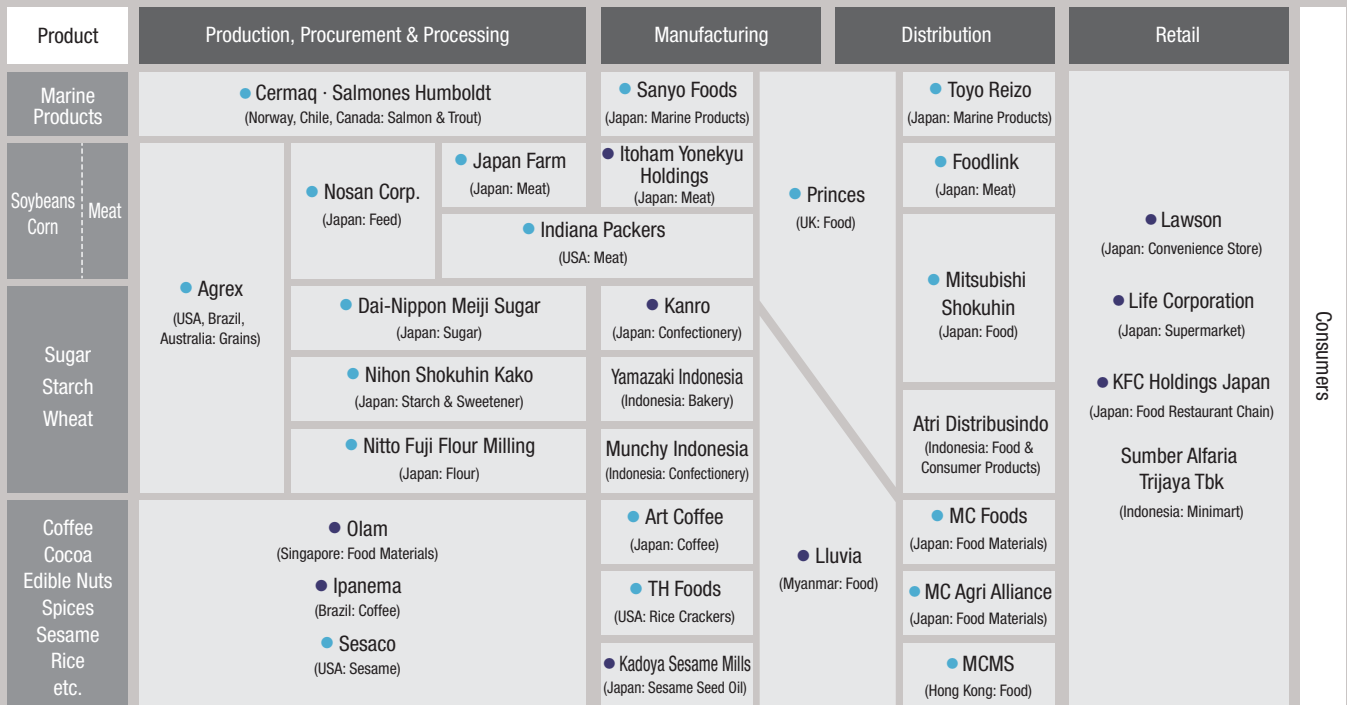 Product
Production, Procurement & Processing
Manufacturing
Distribution
Retail
Consumers
Marine
Products
● Cermaq · Salmones Humboldt
(Norway, Chile, Canada: Salmon & Trout)
● Sanyo Foods
(Japan: Marine Products)
● Toyo Reizo
(Japan: Marine Products)
Soybeans
Corn
Meat
● Agrex
(USA, Brazil,
Australia: Grains)
● Nosan Corp.
(Japan: Feed)
● Japan Farm
(Japan: Meat)
● Itoham Yonekyu
Holdings
(Japan: Meat)
● Indiana Packers
(USA: Meat)
● Princes
(UK: Food)
● Foodlink
(Japan: Meat)
● Mitsubishi
Shokuhin
(Japan: Food)
Sugar
Starch
Wheat
● Dai-Nippon Meiji Sugar
(Japan: Sugar)
● Nihon Shokuhin Kako
(Japan: Starch & Sweetener)
● Nitto Fuji Flour Milling
(Japan: Flour)
● Kanro
(Japan: Confectionery)
Yamazaki Indonesia
(Indonesia: Bakery)
Munchy Indonesia
(Indonesia: Confectionery)
Atri Distribusindo
(Indonesia: Food &
Consumer Products)
Coffee
Cocoa
Edible Nuts
Spices
Sesame
Rice
etc.
● Olam
(Singapore: Food Materials)
● Ipanema
(Brazil: Coffee)
● Sesaco
(USA: Sesame)
● Art Coffee
(Japan: Coffee)
● TH Foods
(USA: Rice Crackers)
● Kadoya Sesame Mills
(Japan: Sesame Seed Oil)
● Lluvia
(Myanmar: Food)
● MC Foods
(Japan: Food Materials)
● MC Agri Alliance
(Japan: Food Materials)
● MCMS
(Hong Kong: Food)
● Lawson
(Japan: Convenience Store)
● Life Corporation
(Japan: Supermarket)
● KFC Holdings Japan
(Japan: Food Restaurant Chain)
Sumber Alfaria
Trijaya Tbk
(Indonesia: Minimart)